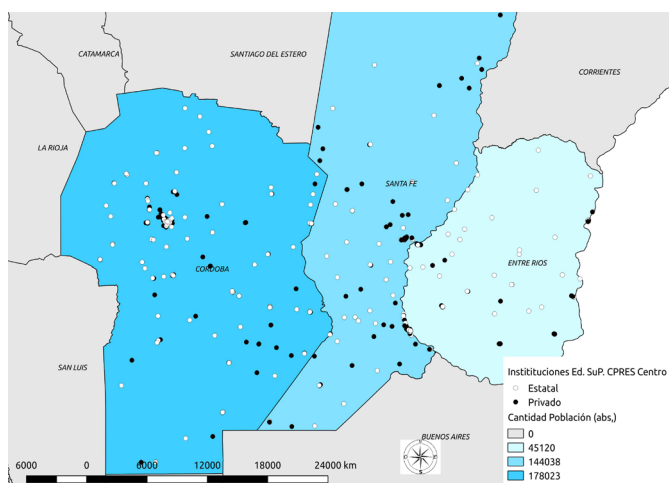 CATAMARCA
SANTIAGO DEL ESTERO
CORRIENTES
LA RIOJA
SANTA FE
ENTRE RIOS
CORDOBA
SAN LUIS
BUENOS AIRES
Instituciones Ed. SuP. CPRES Centro
Estatal
Privado
Cantidad Población (abs,)
0
45120
144038
178023
6000 0 6000 12000 18000 24000 km